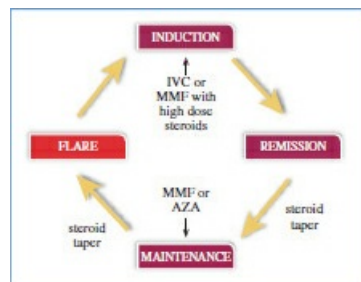 INDUCTION
IVC or
MMF with
high dose
steroids
FLARE
REMISSION
MMF or
AZA
steroid
taper
steroid
taper
MAINTENANCE